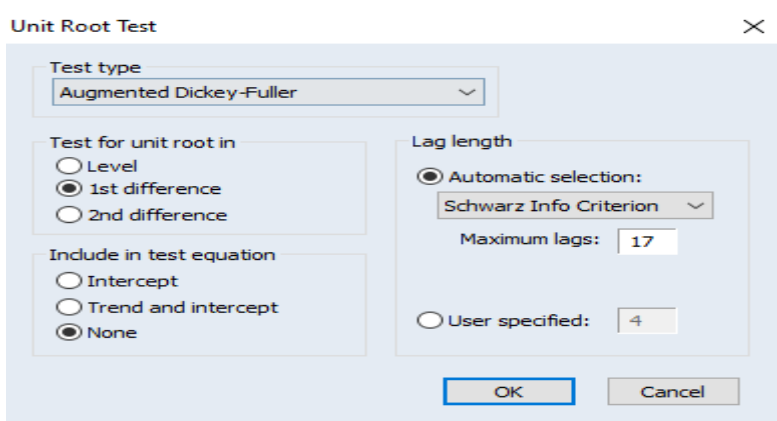 Unit Root Test
Test type
Augmented Dickey-Fuller
Test for unit root in
Level
1st difference
2nd difference
Include in test equation
Intercept
Trend and intercept
None
Lag length
Automatic selection:
Schwarz Info Criterion
Maximum lags: 17
User specified: 4
OK Cancel